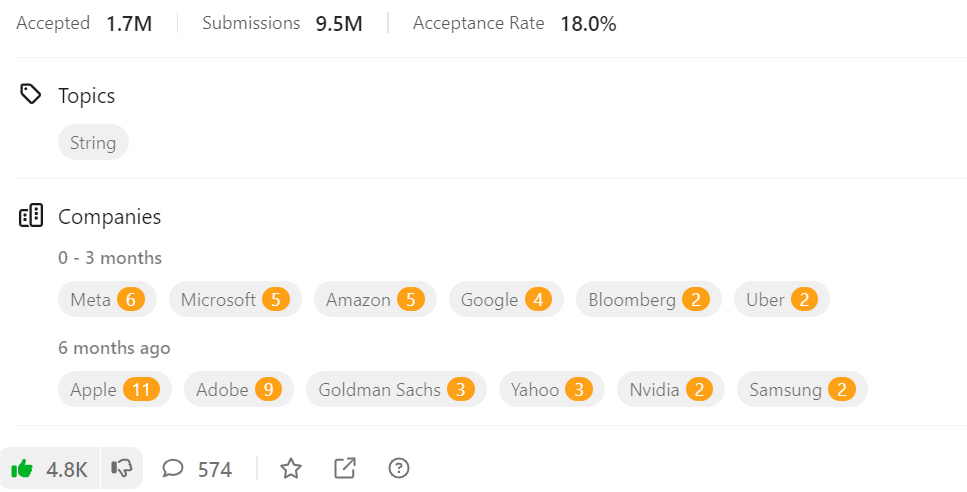 Accepted 1.7M Submissions 9.5M Acceptance Rate 18.0%
Topics
String
Companies
0 - 3 months
Meta 6 Microsoft 5 Amazon 5 Google 4 Bloomberg 2 Uber 2
6 months ago
Apple 11 Adobe 9 Goldman Sachs 3 Yahoo 3 Nvidia 2 Samsung 2
4.8K 574